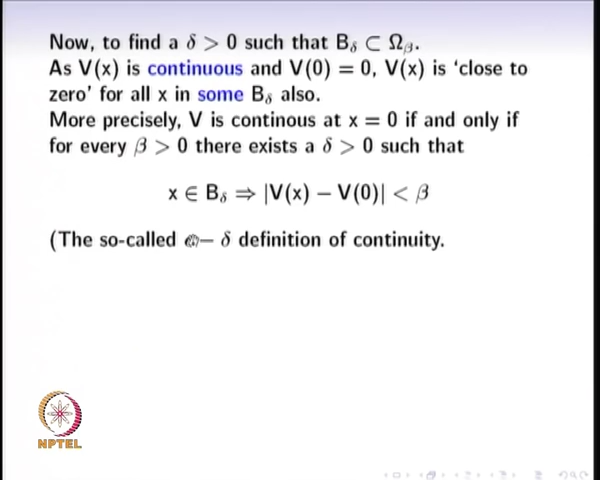 Now, to find a δ > 0 such that B_δ ⊂ Ω_β.
As V(x) is continuous and V(0) = 0, V(x) is ‘close to
zero’ for all x in some B_δ also.
More precisely, V is continous at x = 0 if and only if
for every β > 0 there exists a δ > 0 such that
x ∈ B_δ ⇒ |V(x) − V(0)| < β
(The so-called − δ definition of continuity.
NPTEL